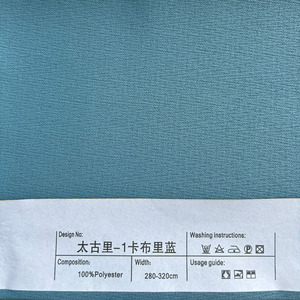 Design No:
太古里-1卡布里蓝
Washing instructions:
Composition:
100%Polyester
Width:
280-320cm
Usage guide: